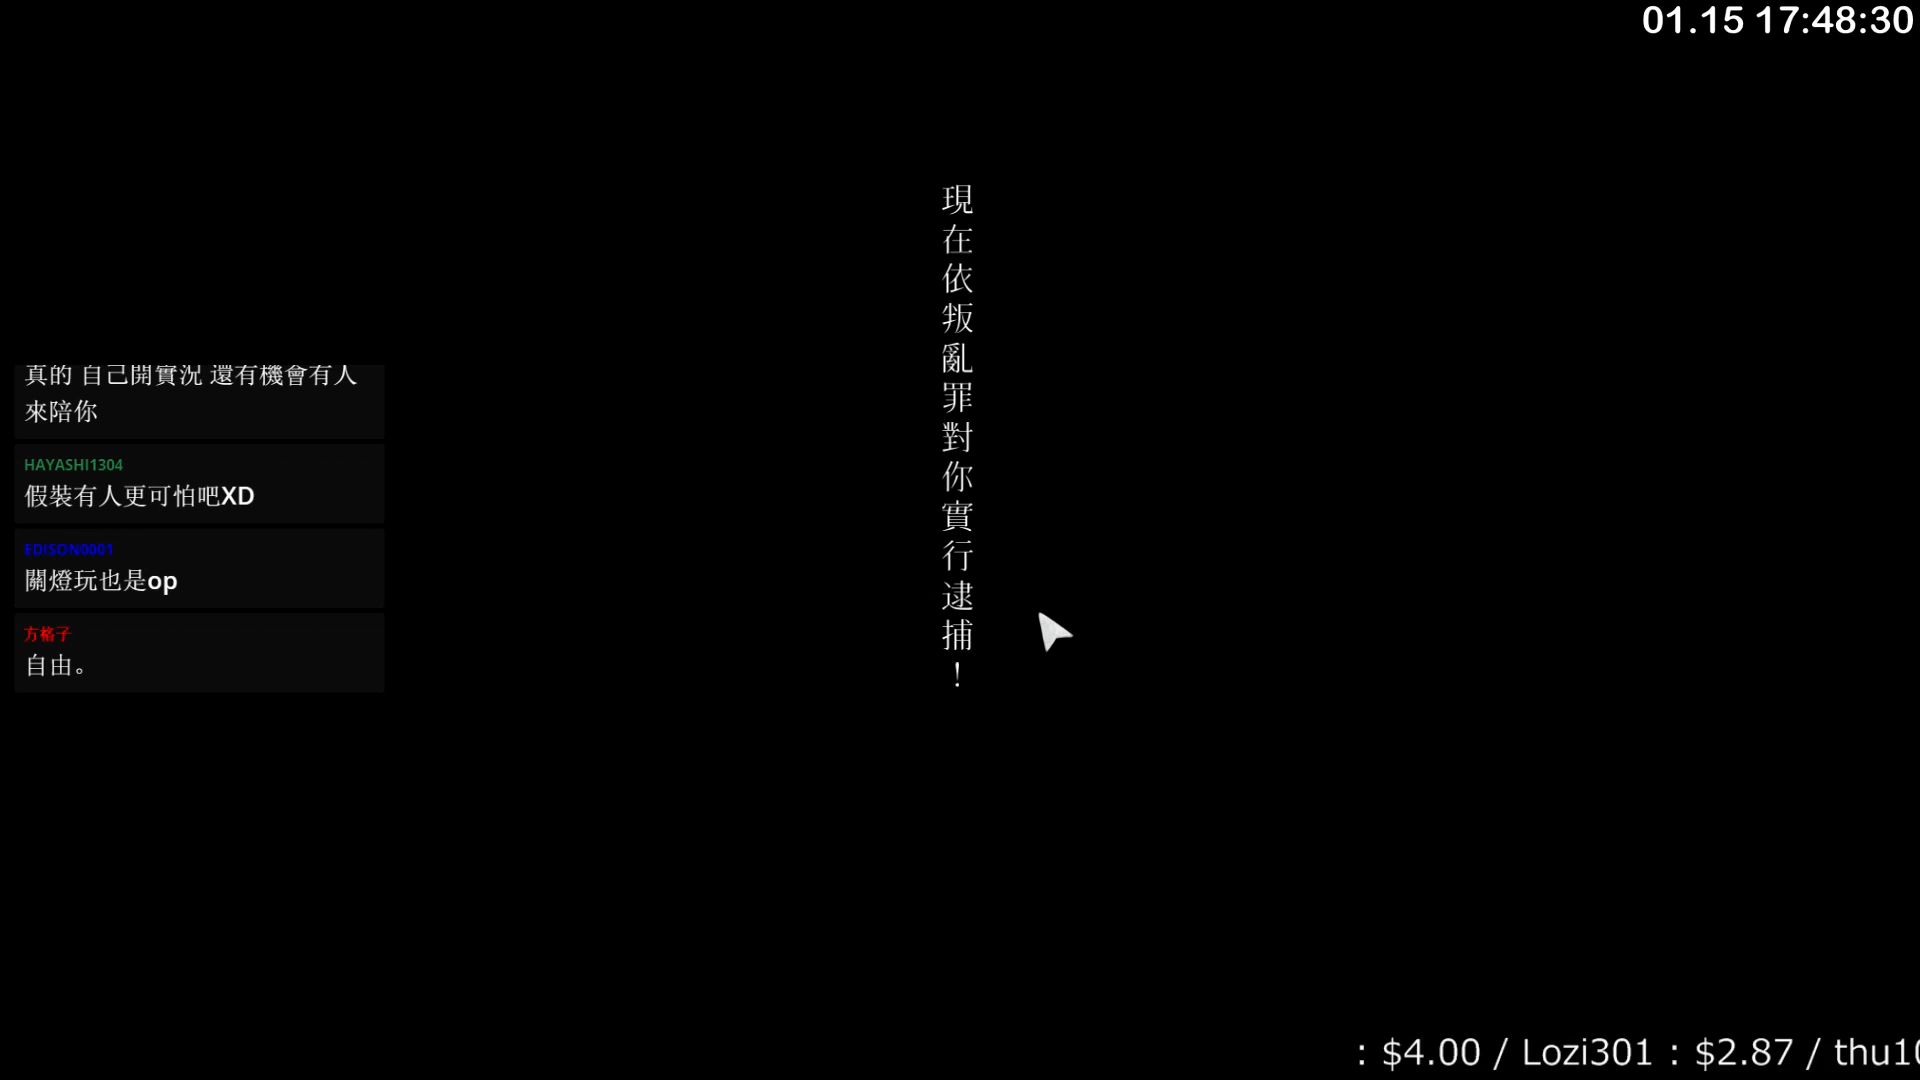 01.15 17:48:30
現在依叛亂罪對你實行逮捕！
真的 自己開實況 還有機會有人
來陪你
HAYASHI1304
假裝有人更可怕吧XD
EDISON0001
關燈玩也是op
方格子
自由。
: $4.00 / Lozi301 : $2.87 / thu10